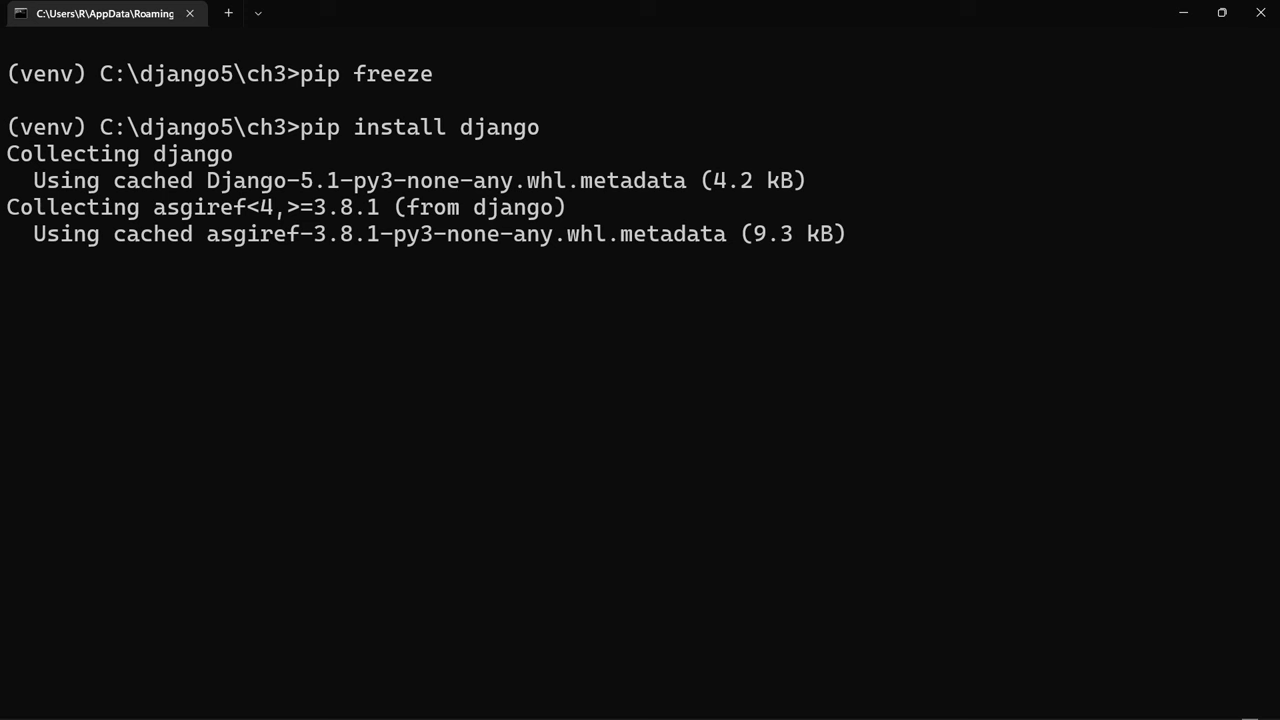 C:\Users\R\AppData\Roaming
(venv) C:\django5\ch3>pip freeze
(venv) C:\django5\ch3>pip install django
Collecting django
  Using cached Django-5.1-py3-none-any.whl.metadata (4.2 kB)
Collecting asgiref<4,>=3.8.1 (from django)
  Using cached asgiref-3.8.1-py3-none-any.whl.metadata (9.3 kB)